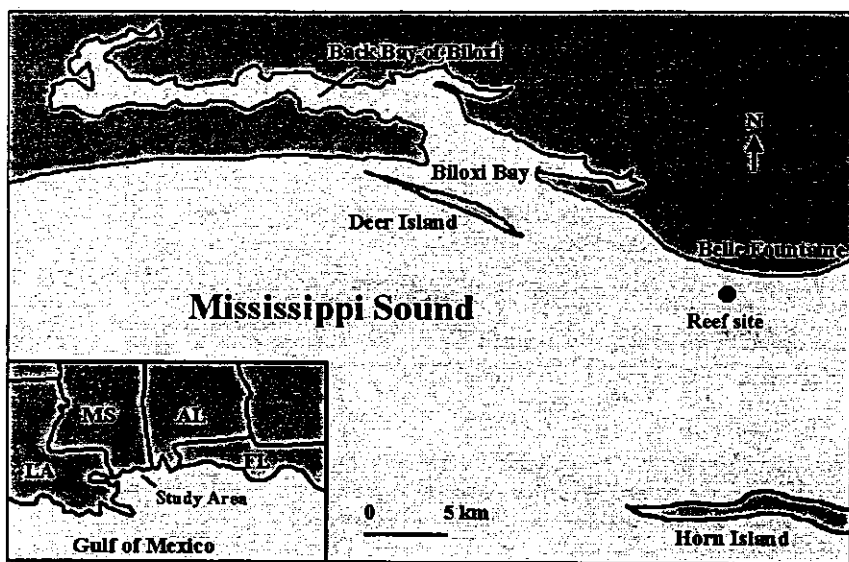 Back Bay of Biloxi
N
Biloxi Bay
Deer Island
Belle Fountaine
Mississippi Sound
Reef site
MS
AL
LA
FL
Study Area
Gulf of Mexico
0 5 km
Horn Island